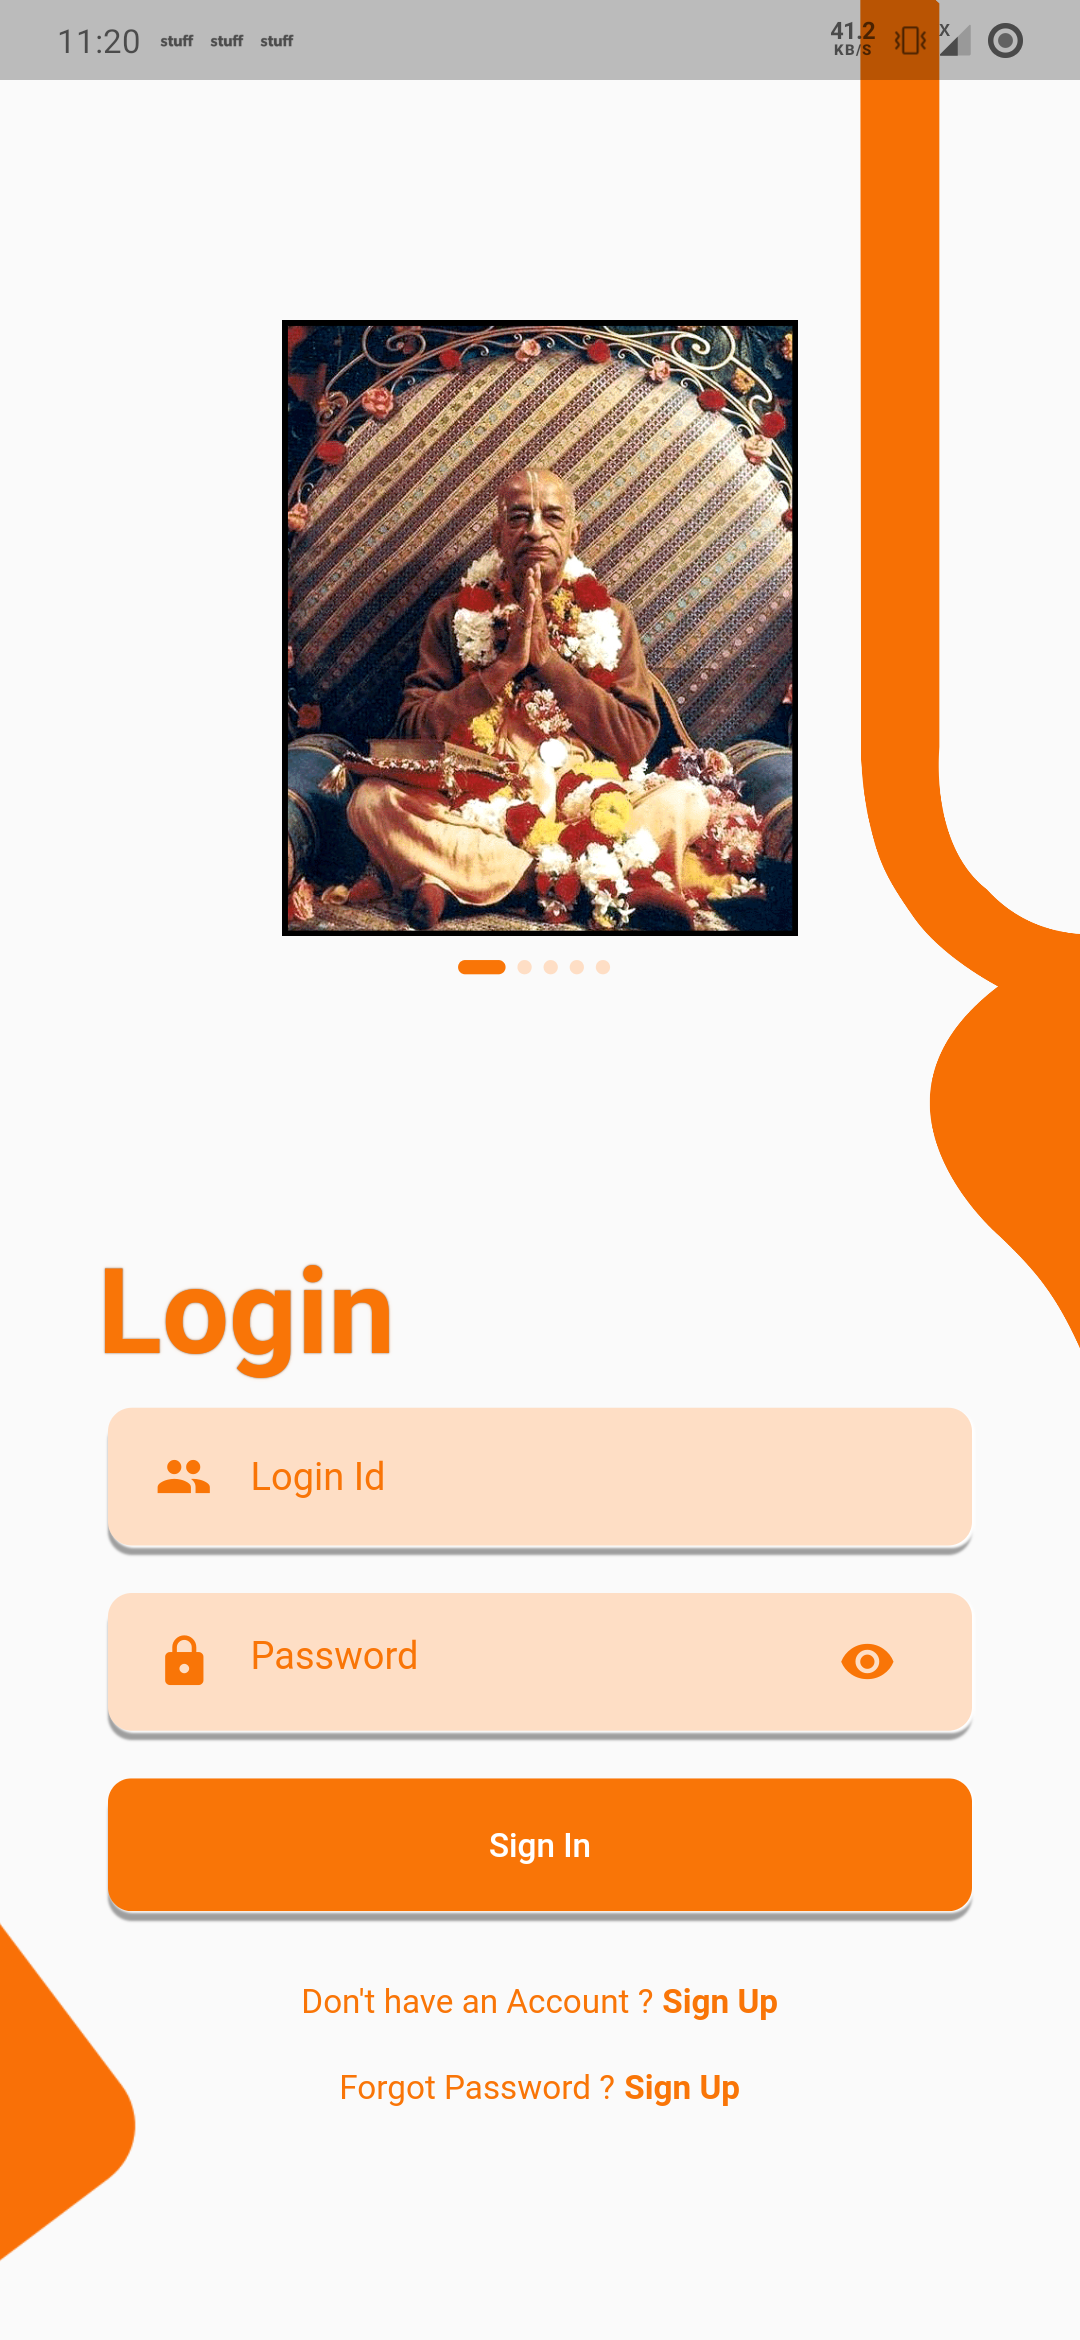 11:20 stuff stuff stuff 41.2 KB/S X
Login
Login Id
Password
Sign In
Don't have an Account ? Sign Up
Forgot Password ? Sign Up